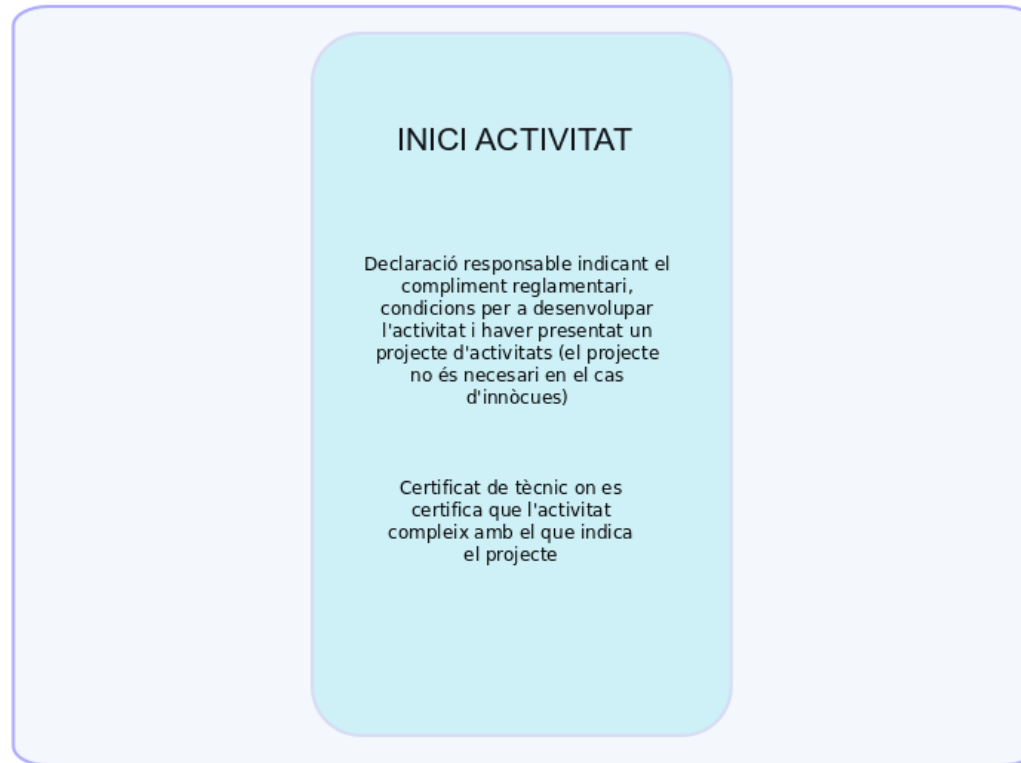 INICI ACTIVITAT
Declaració responsable indicant el
compliment reglamentari,
condicions per a desenvolupar
l'activitat i haver presentat un
projecte d'activitats (el projecte
no és necesari en el cas
d'innòcues)
Certificat de tècnic on es
certifica que l'activitat
compleix amb el que indica
el projecte